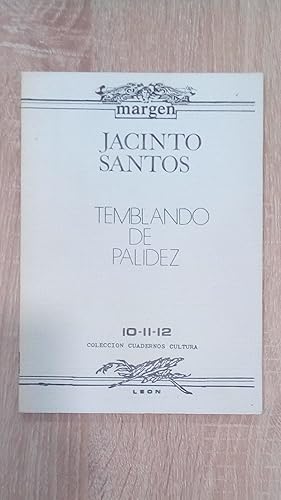 margen
JACINTO
SANTOS
TEMBLANDO
DE
PALIDEZ
10-11-12
COLECCION CUADERNOS CULTURA
LEON